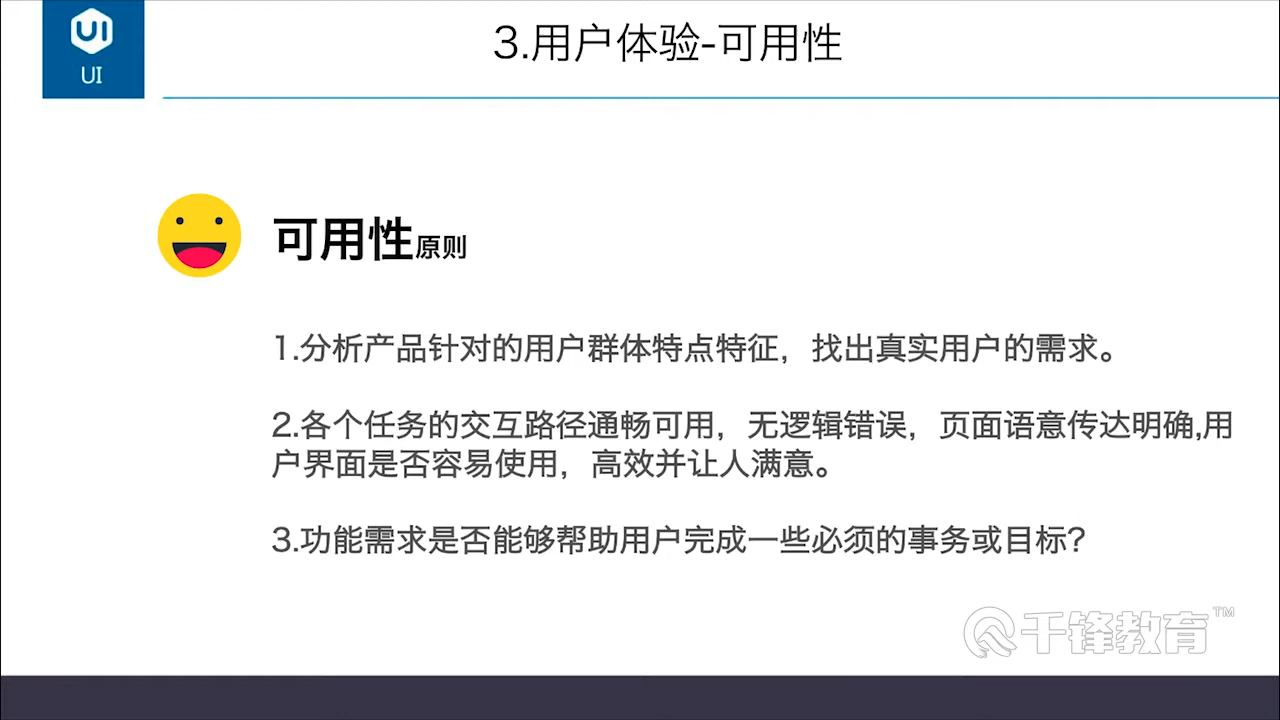 UI
UI
3.用户体验-可用性
可用性原则
1.分析产品针对的用户群体特点特征，找出真实用户的需求。
2.各个任务的交互路径通畅可用，无逻辑错误，页面语意传达明确,用
户界面是否容易使用，高效并让人满意。
3.功能需求是否能够帮助用户完成一些必须的事务或目标？
千锋教育™